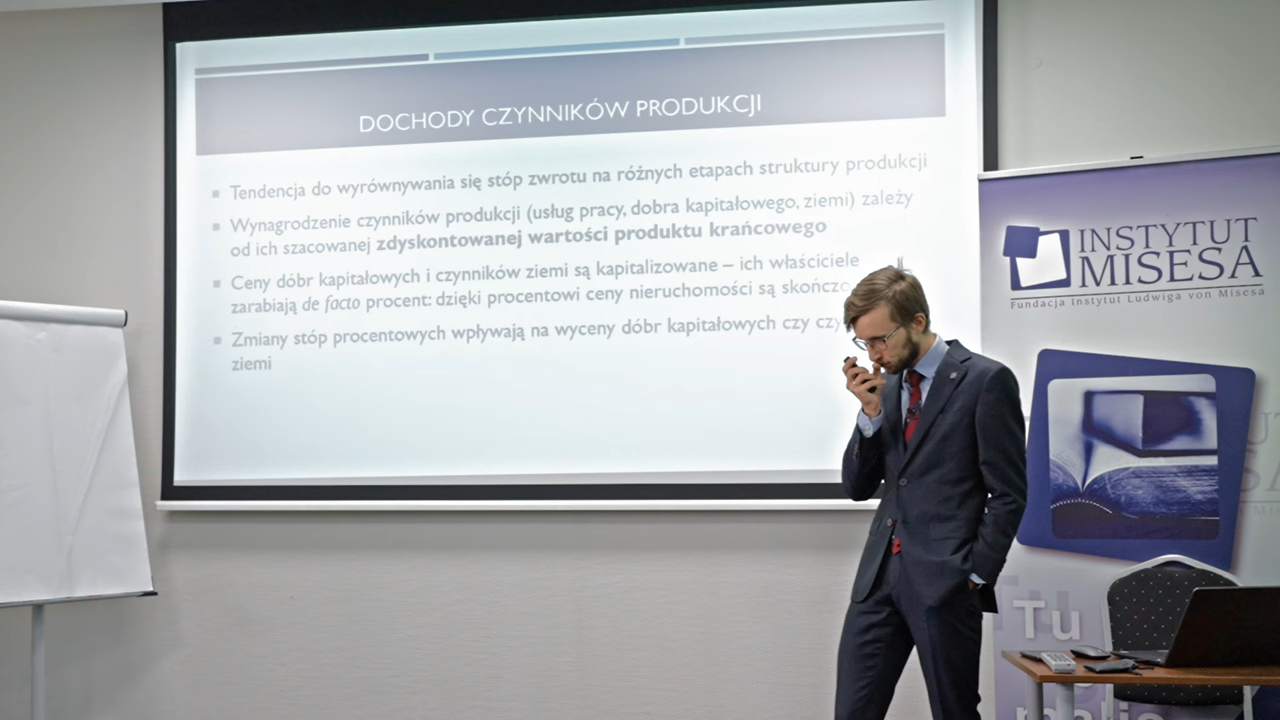 DOCHODY CZYNNIKÓW PRODUKCJI
Tendencja do wyrównywania się stóp zwrotu na różnych etapach struktury produkcji
Wynagrodzenie czynników produkcji (usług pracy, dobra kapitałowego, ziemi) zależy
od ich szacowanej zdyskontowanej wartości produktu krańcowego
Ceny dóbr kapitałowych i czynników ziemi są kapitalizowane – ich właściciele
zarabiają de facto procent: dzięki procentowi ceny nieruchomości są
Zmiany stóp procentowych wpływają na wyceny dóbr kapitałowych czy
ziemi
INSTYTUT
MISESA
Fundacja Instytut Ludwiga von Misesa
Tu